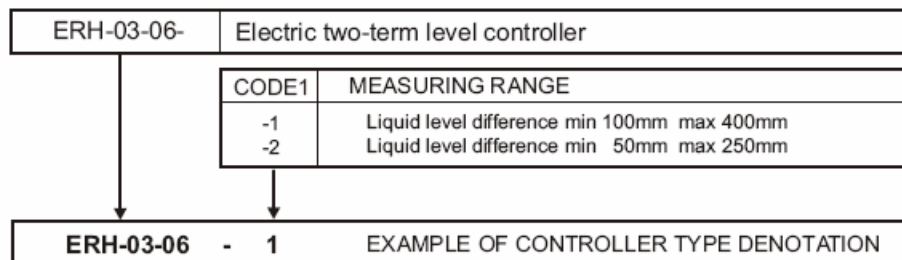 ERH-03-06- Electric two-term level controller
CODE1 MEASURING RANGE
-1 Liquid level difference min 100mm max 400mm
-2 Liquid level difference min 50mm max 250mm
ERH-03-06 - 1 EXAMPLE OF CONTROLLER TYPE DENOTATION